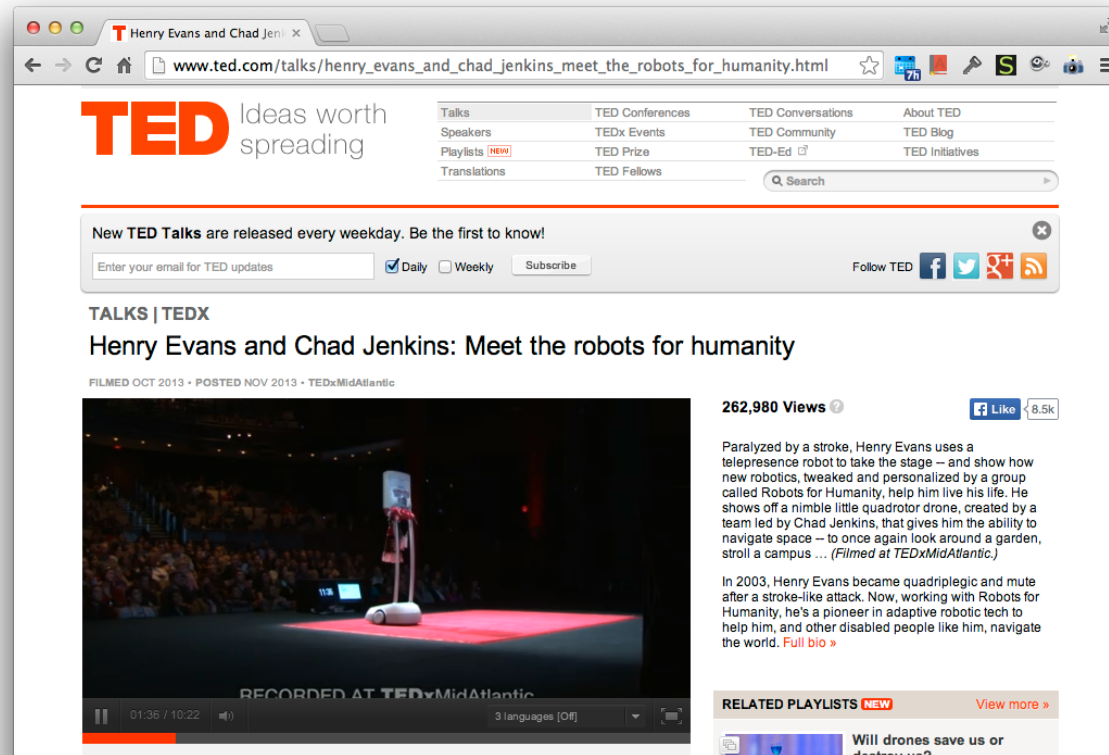 Henry Evans and Chad Jen
www.ted.com/talks/henry_evans_and_chad_jenkins_meet_the_robots_for_humanity.html
7h
S
TED Ideas worth
spreading
Talks TED Conferences TED Conversations About TED
Speakers TEDx Events TED Community TED Blog
Playlists NEW TED Prize TED-Ed TED Initiatives
Translations TED Fellows
Search
New TED Talks are released every weekday. Be the first to know!
Enter your email for TED updates Daily Weekly Subscribe Follow TED
TALKS | TEDX
Henry Evans and Chad Jenkins: Meet the robots for humanity
FILMED OCT 2013 • POSTED NOV 2013 • TEDxMidAtlantic
262,980 Views ? Like 8.5k
Paralyzed by a stroke, Henry Evans uses a
telepresence robot to take the stage -- and show how
new robotics, tweaked and personalized by a group
called Robots for Humanity, help him live his life. He
shows off a nimble little quadrotor drone, created by a
team led by Chad Jenkins, that gives him the ability to
navigate space -- to once again look around a garden,
stroll a campus … (Filmed at TEDxMidAtlantic.)
In 2003, Henry Evans became quadriplegic and mute
after a stroke-like attack. Now, working with Robots for
Humanity, he's a pioneer in adaptive robotic tech to
help him, and other disabled people like him, navigate
the world. Full bio »
11:36
RECORDED AT TEDxMidAtlantic
01:36 / 10:22 3 languages [Off]
RELATED PLAYLISTS NEW View more »
Will drones save us or
destroy us?